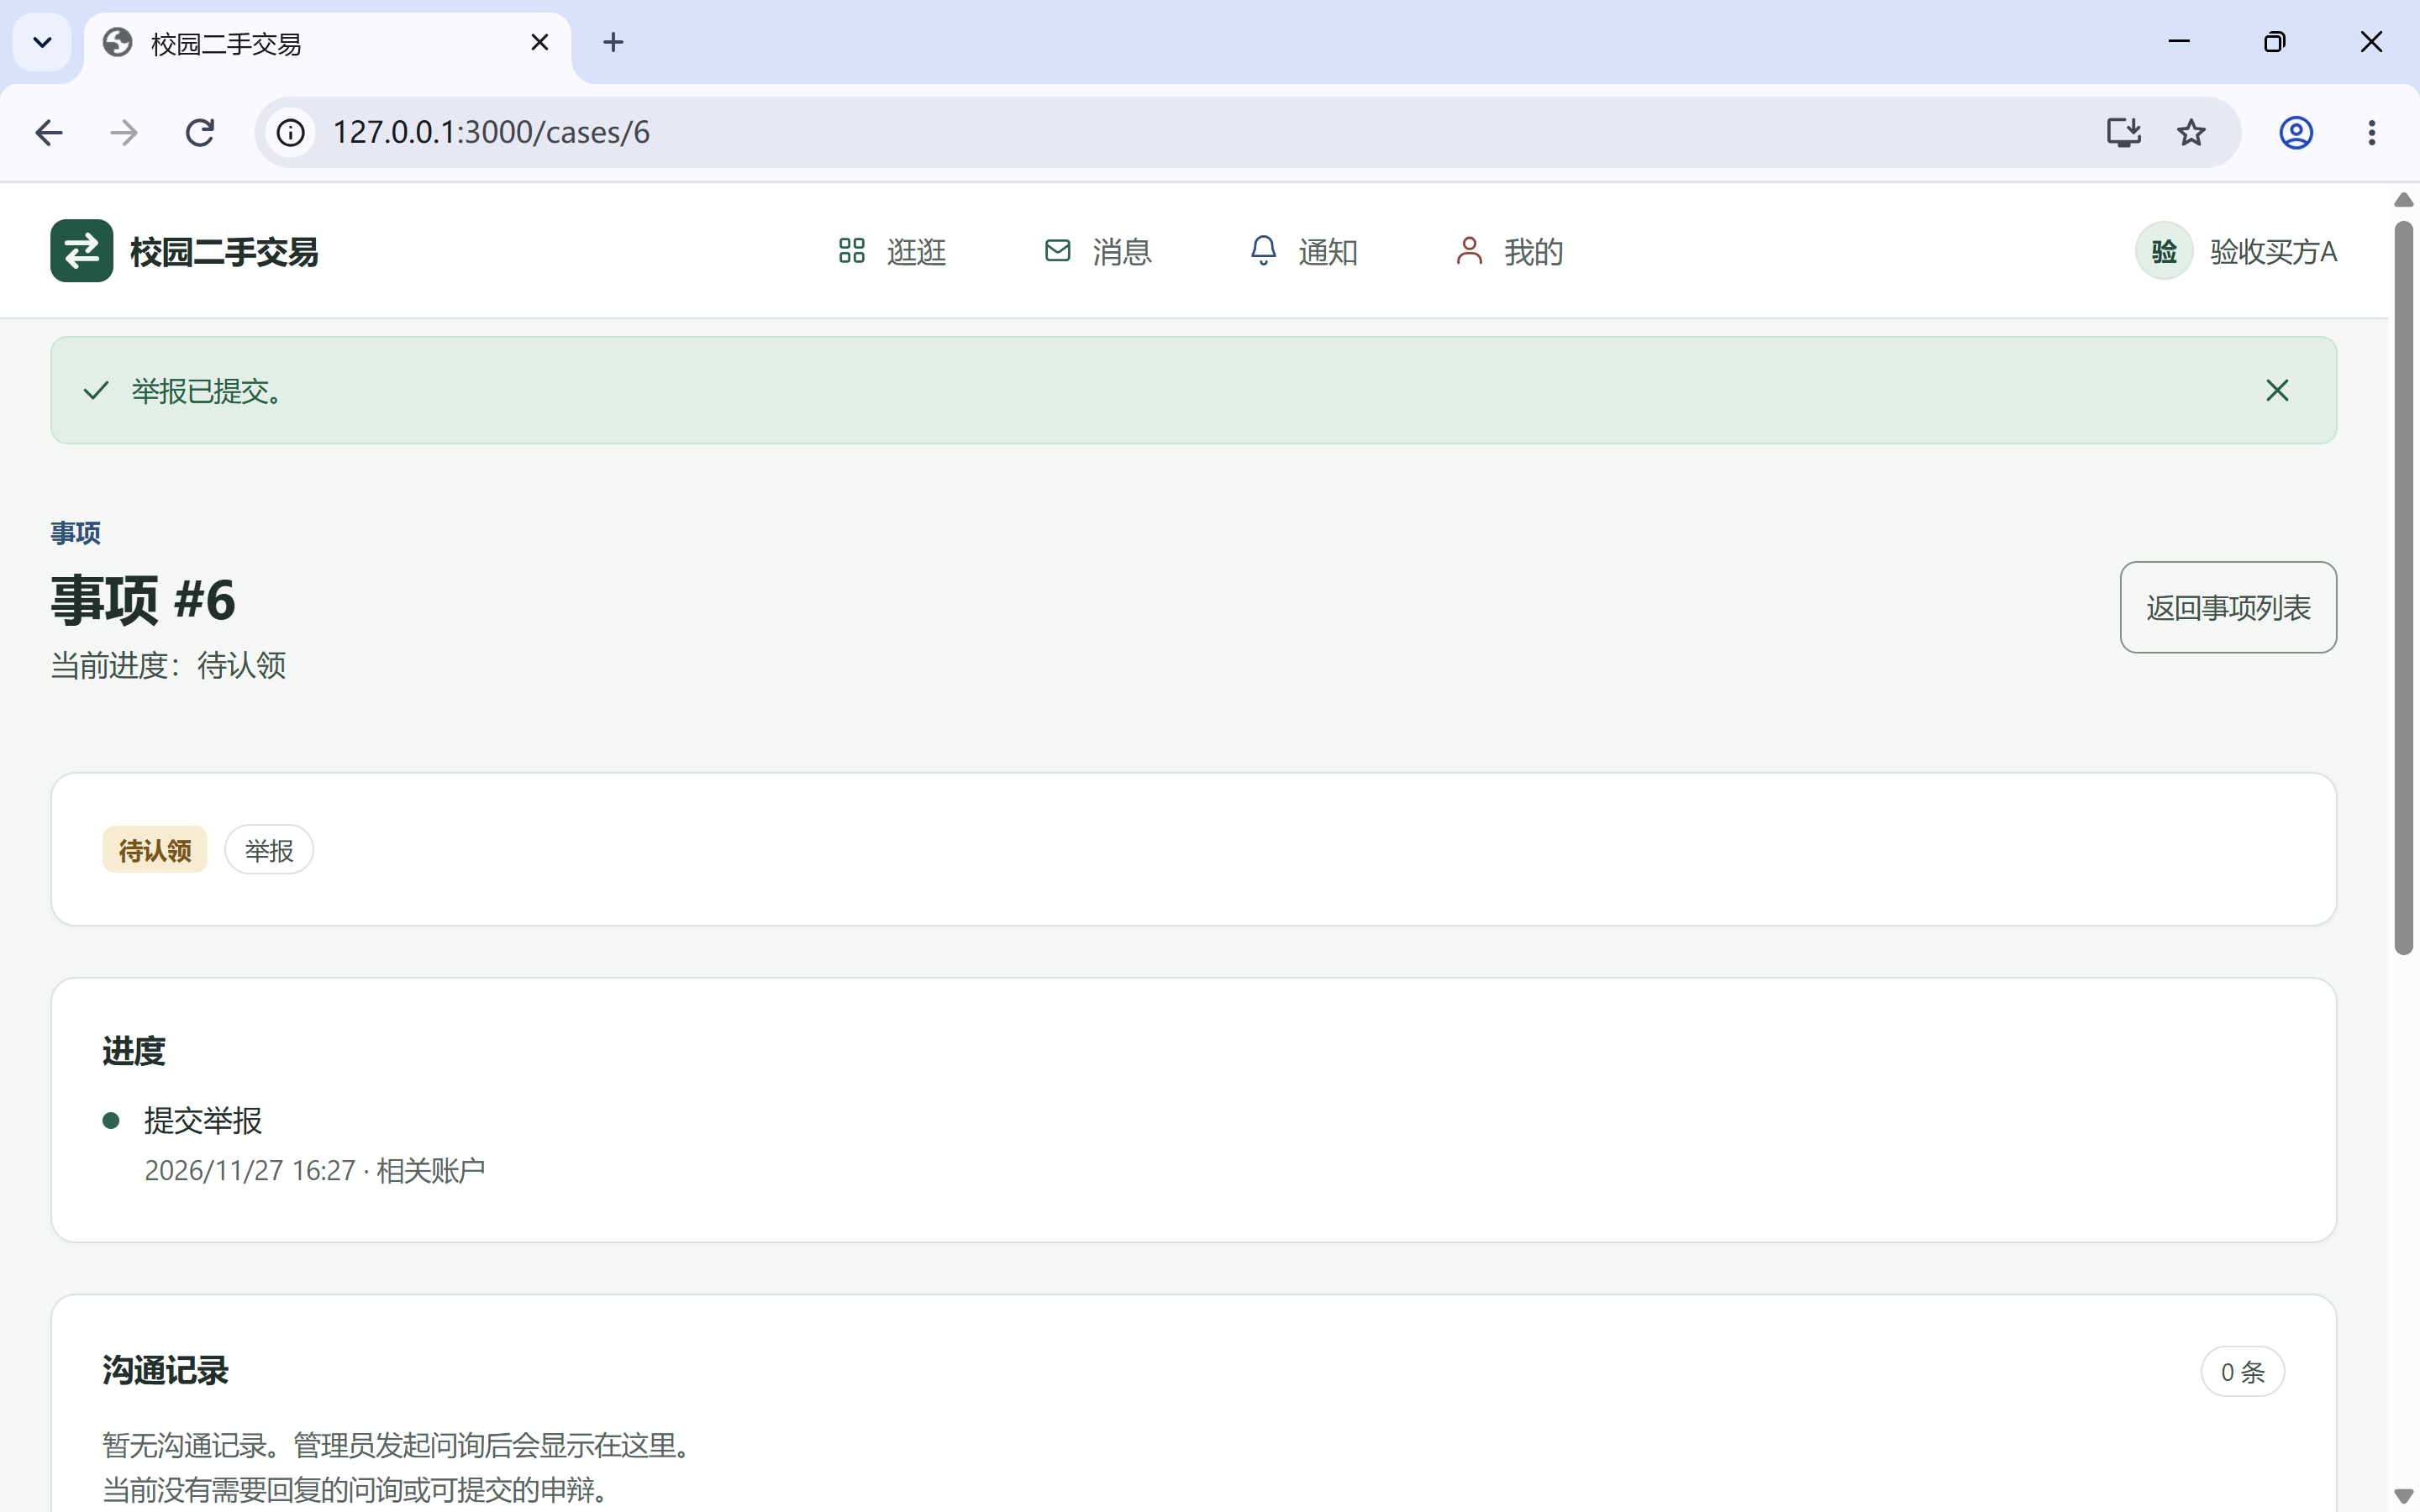 校园二手交易
127.0.0.1:3000/cases/6
校园二手交易
逛逛
消息
通知
我的
验
验收买方A
举报已提交。
事项
事项 #6
当前进度：待认领
返回事项列表
待认领
举报
进度
提交举报
2026/11/27 16:27 · 相关账户
沟通记录
0 条
暂无沟通记录。管理员发起问询后会显示在这里。
当前没有需要回复的问询或可提交的申辩。